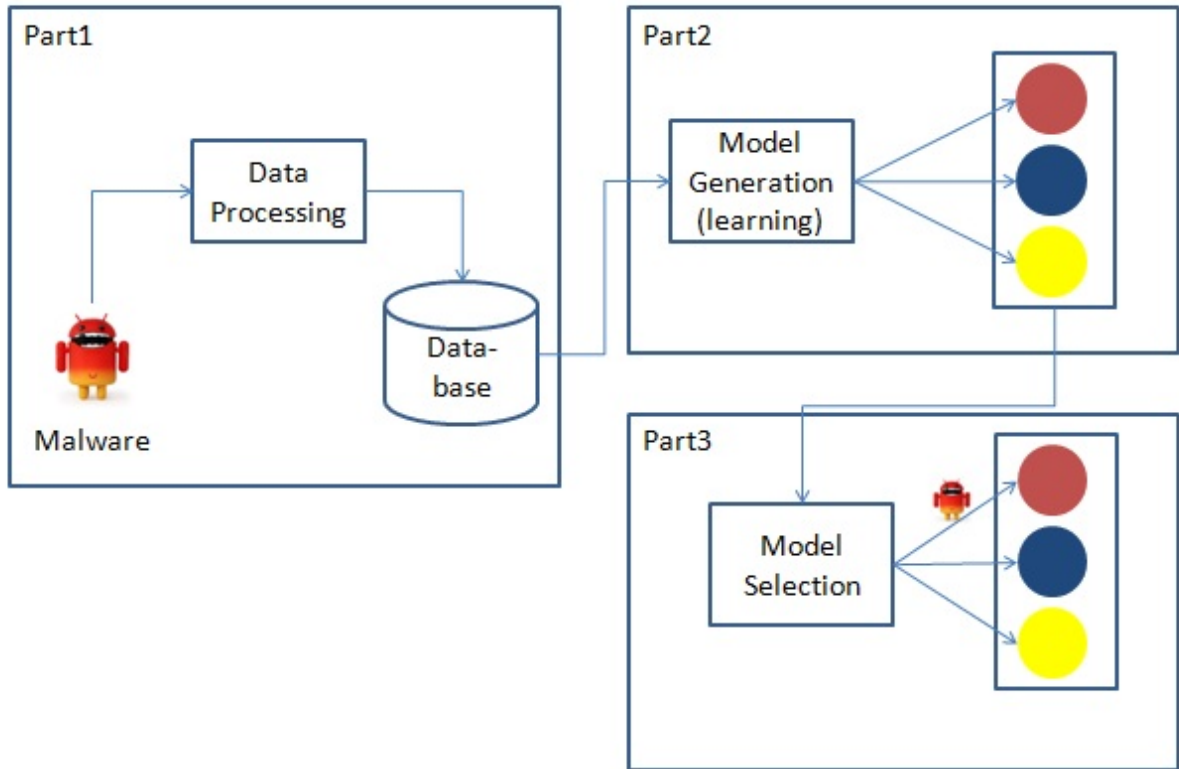 Part1
Data
Processing
Data-
base
Malware
Part2
Model
Generation
(learning)
Part3
Model
Selection